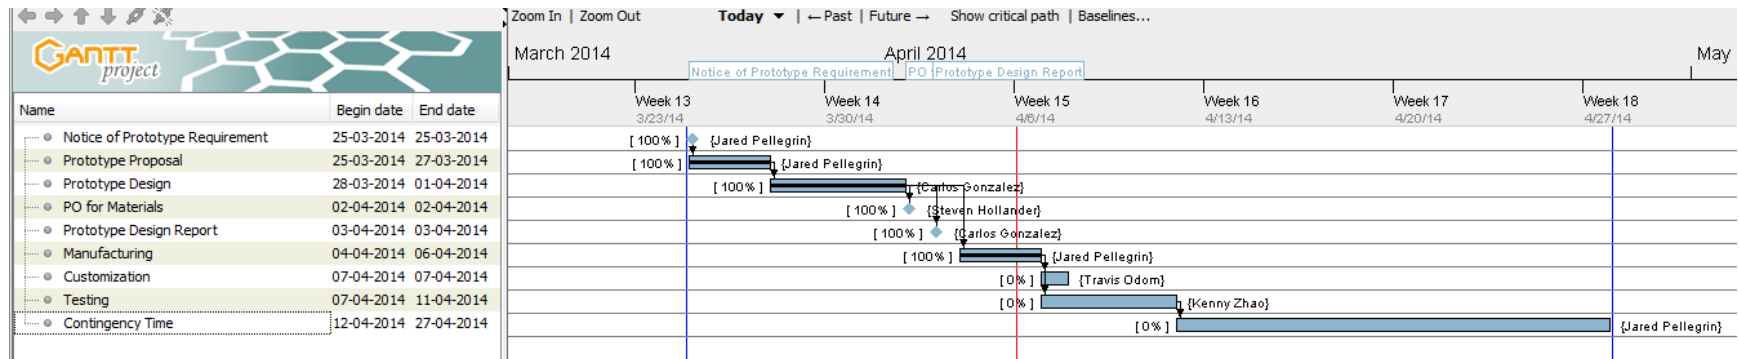 Zoom In | Zoom Out Today ▼ | ←Past | Future → Show critical path | Baselines...
GANTT
project
March 2014 April 2014 May
Notice of Prototype Requirement PO Prototype Design Report
Name Begin date End date
Week 13 Week 14 Week 15 Week 16 Week 17 Week 18
3/23/14 3/30/14 4/6/14 4/13/14 4/20/14 4/27/14
Notice of Prototype Requirement 25-03-2014 25-03-2014 [ 100% ] {Jared Pellegrin}
Prototype Proposal 25-03-2014 27-03-2014 [ 100% ] {Jared Pellegrin}
Prototype Design 28-03-2014 01-04-2014 [ 100% ] {Carlos Gonzalez}
PO for Materials 02-04-2014 02-04-2014 [ 100% ] {Steven Hollander}
Prototype Design Report 03-04-2014 03-04-2014 [ 100% ] {Carlos Gonzalez}
Manufacturing 04-04-2014 06-04-2014 [ 100% ] {Jared Pellegrin}
Customization 07-04-2014 07-04-2014 [ 0% ] {Travis Odom}
Testing 07-04-2014 11-04-2014 [ 0% ] {Kenny Zhao}
Contingency Time 12-04-2014 27-04-2014 [ 0% ] {Jared Pellegrin}